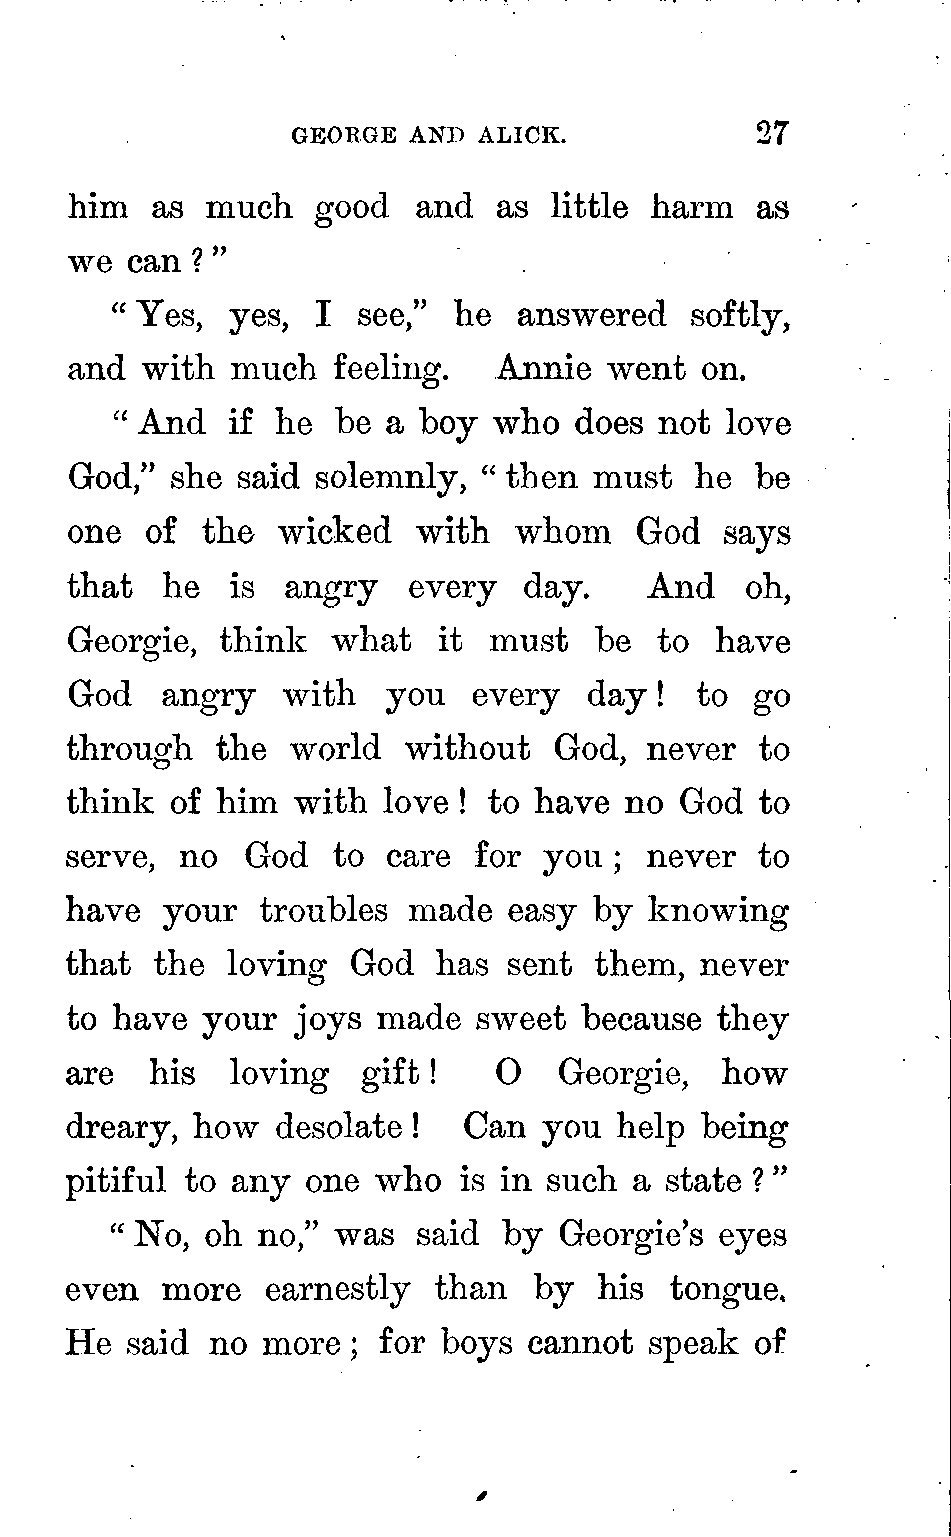 GEORGE AND ALICK. 27
him as much good and as little harm as
we can ? ”
“ Yes, yes, I see,” he answered softly,
and with much feeling. Annie went on.
“ And if he be a boy who does not love
God,” she said solemnly, “ then must he be
one of the wicked with whom God says
that he is angry every day. And oh,
Georgie, think what it must be to have
God angry with you every day ! to go
through the world without God, never to
think of him with love ! to have no God to
serve, no God to care for you ; never to
have your troubles made easy by knowing
that the loving God has sent them, never
to have your joys made sweet because they
are his loving gift ! O Georgie, how
dreary, how desolate ! Can you help being
pitiful to any one who is in such a state ? ”
“ No, oh no,” was said by Georgie’s eyes
even more earnestly than by his tongue.
He said no more ; for boys cannot speak of